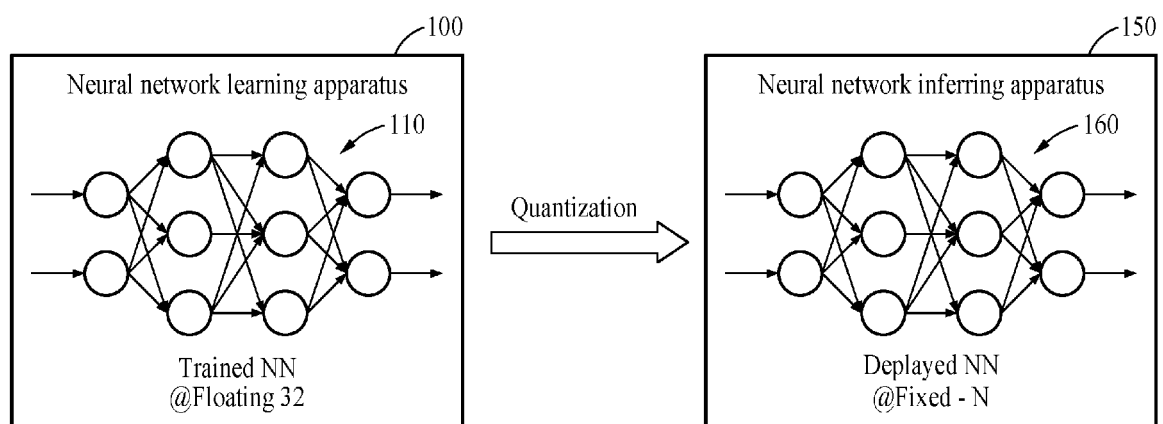 100
Neural network learning apparatus
110
Trained NN
@Floating 32
Quantization
150
Neural network inferring apparatus
160
Deplayed NN
@Fixed - N